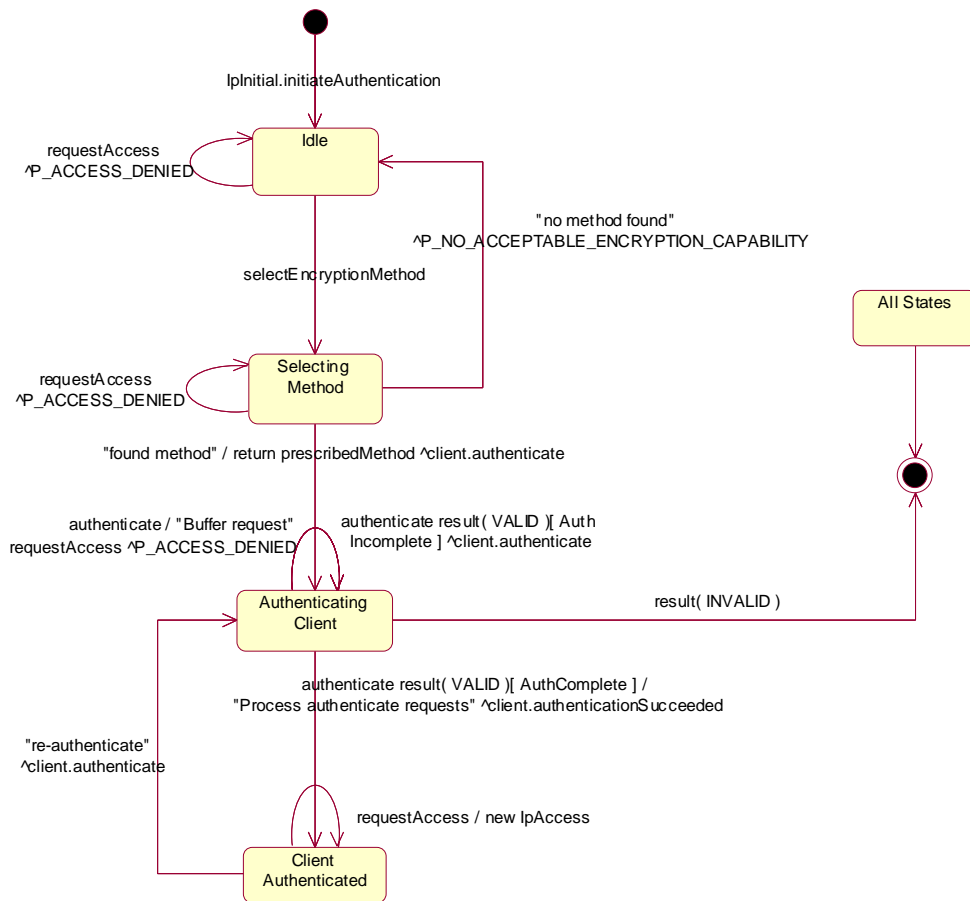 IpInitial.initiateAuthentication
Idle
requestAccess
^P_ACCESS_DENIED
"no method found"
^P_NO_ACCEPTABLE_ENCRYPTION_CAPABILITY
selectEncryptionMethod
All States
Selecting
Method
requestAccess
^P_ACCESS_DENIED
"found method" / return prescribedMethod ^client.authenticate
authenticate / "Buffer request"
requestAccess ^P_ACCESS_DENIED
authenticate result( VALID )[ Auth
Incomplete ] ^client.authenticate
Authenticating
Client
result( INVALID )
authenticate result( VALID )[ AuthComplete ] /
"Process authenticate requests" ^client.authenticationSucceeded
"re-authenticate"
^client.authenticate
requestAccess / new IpAccess
Client
Authenticated